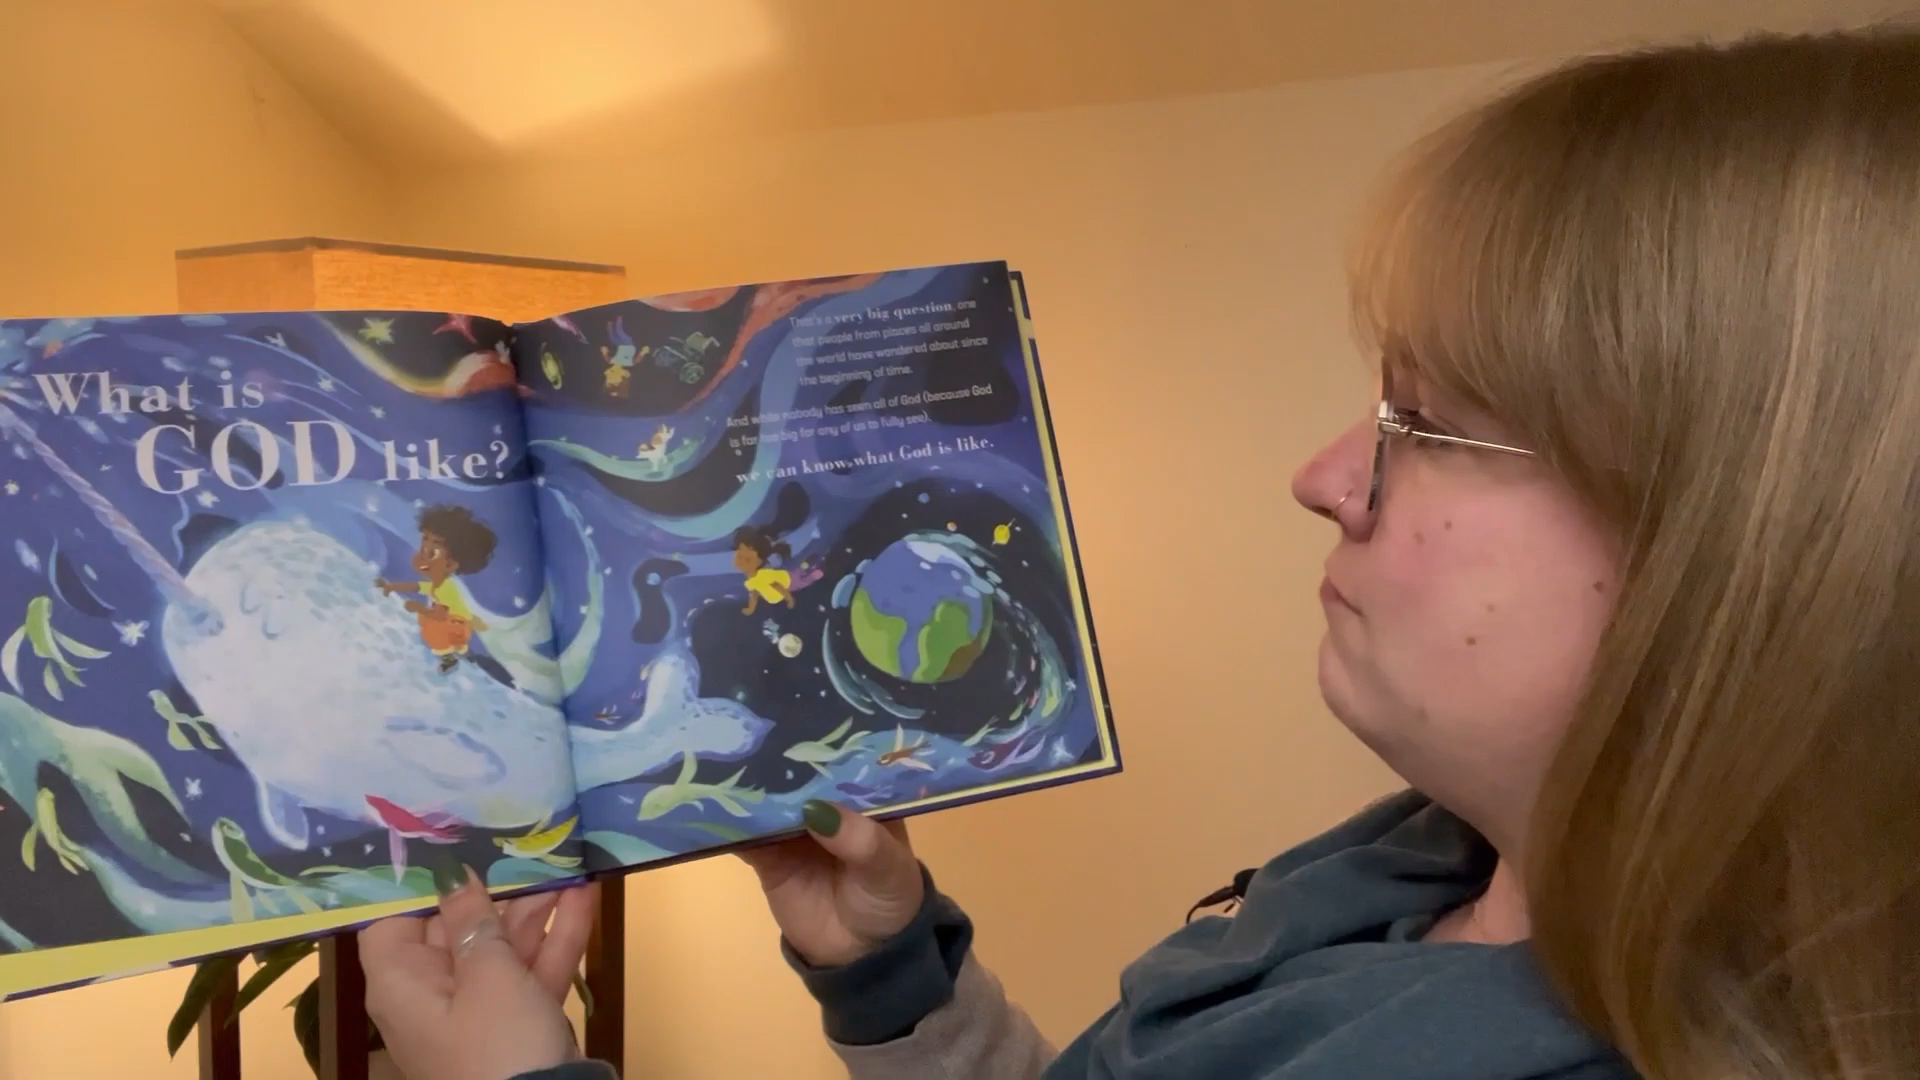 What is
GOD like?
That's a very big question, one
that people from places all around
the world have wondered about since
the beginning of time.
And while nobody has seen all of God (because God
is far too big for any of us to fully see),
we can know what God is like.